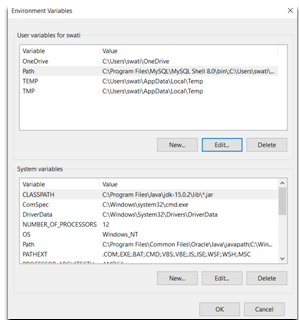 Environment Variables
User variables for swati
Variable Value
OneDrive C:\Users\swati\OneDrive
Path C:\Program Files\MySQL\MySQL Shell 8.0\bin\;C:\Users\swati\...
TEMP C:\Users\swati\AppData\Local\Temp
TMP C:\Users\swati\AppData\Local\Temp
New... Edit... Delete
System variables
Variable Value
CLASSPATH C:\Program Files\Java\jdk-15.0.2\lib\*.jar
ComSpec C:\Windows\system32\cmd.exe
DriverData C:\Windows\System32\Drivers\DriverData
NUMBER_OF_PROCESSORS 12
OS Windows_NT
Path C:\Program Files\Common Files\Oracle\Java\javapath;C:\Win...
PATHEXT .COM;.EXE;.BAT;.CMD;.VBS;.VBE;.JS;.JSE;.WSF;.WSH;.MSC
New... Edit... Delete
OK Cancel